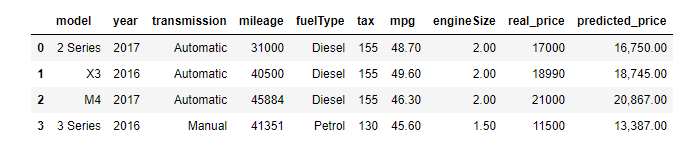 model year transmission mileage fuelType tax mpg engineSize real_price predicted_price
0 2 Series 2017 Automatic 31000 Diesel 155 48.70 2.00 17000 16,750.00
1 X3 2016 Automatic 40500 Diesel 155 49.60 2.00 18990 18,745.00
2 M4 2017 Automatic 45884 Diesel 155 46.30 2.00 21000 20,867.00
3 3 Series 2016 Manual 41351 Petrol 130 45.60 1.50 11500 13,387.00